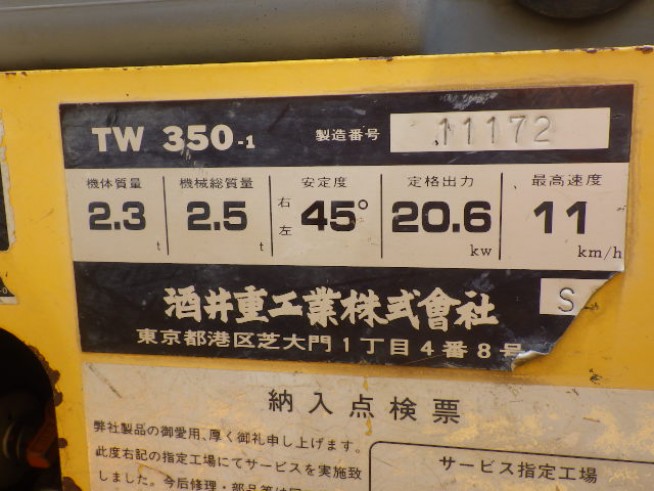 TW 350-1 製造番号 11172
機体質量 機械総質量 安定度 定格出力 最高速度
2.3 t 2.5 t 右 左 45° 20.6 kw 11 km/h
酒井重工業株式會社 S
東京都港区芝大門1丁目4番8号
納入点検票
弊社製品の御愛用、厚く御礼申し上げます。
此度右記の指定工場にてサービスを実施致
サービス指定工場
しました。今后修理・部品等は